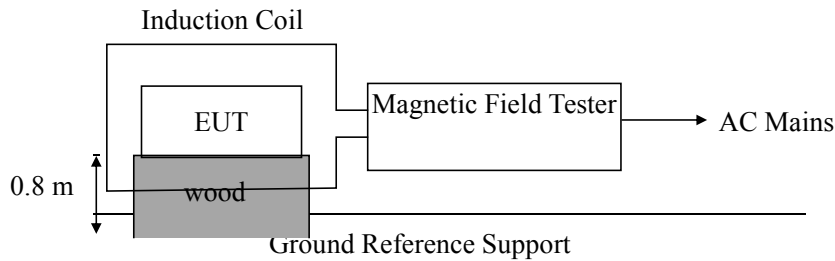 Induction Coil
EUT
Magnetic Field Tester
AC Mains
0.8 m
wood
Ground Reference Support